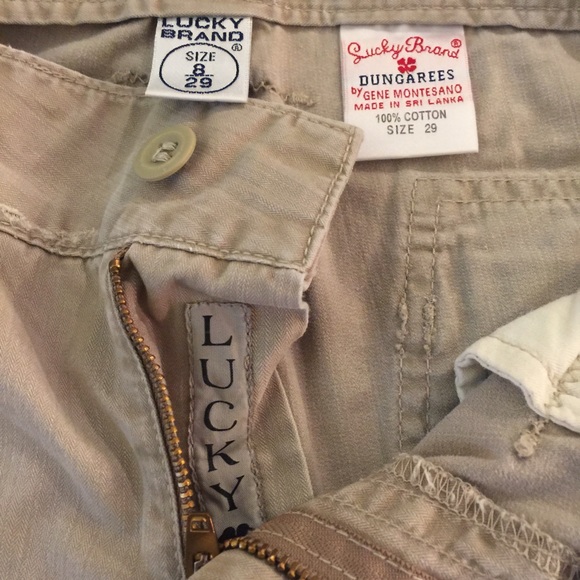 LUCKY
BRAND®
SIZE
8
29
Lucky Brand®
DUNGAREES
by GENE MONTESANO
MADE IN SRI LANKA
100% COTTON
SIZE 29
LUCKY